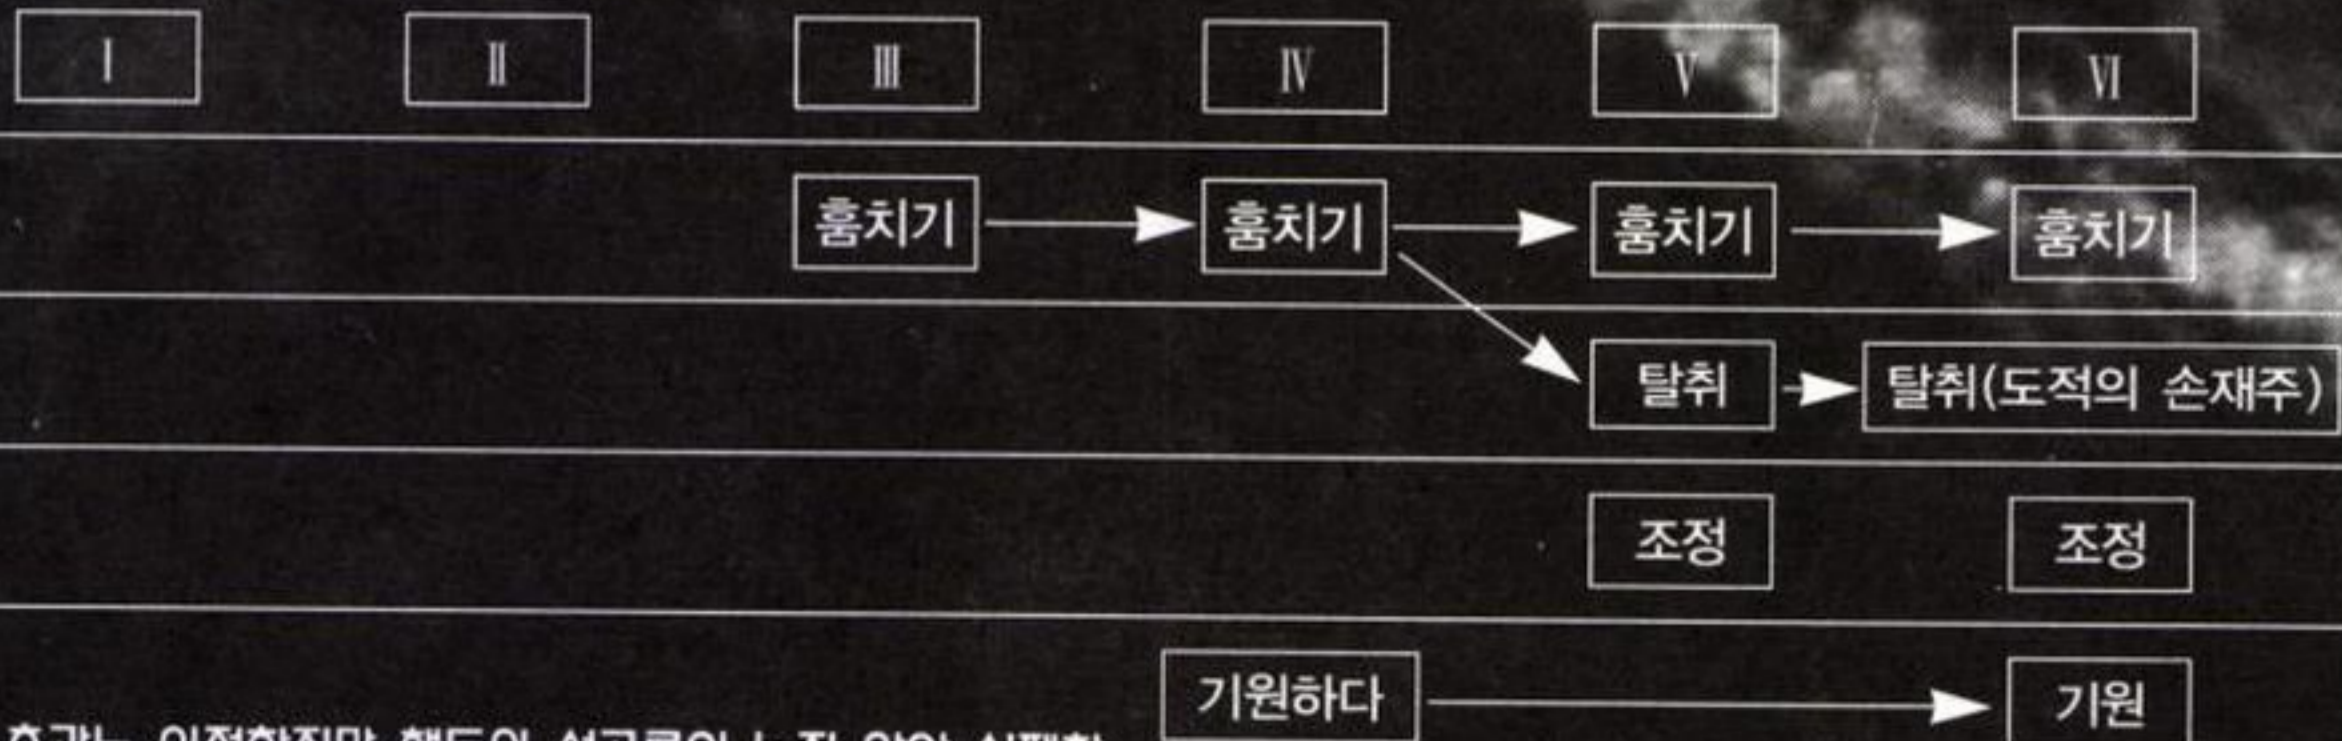 Ⅰ Ⅱ Ⅲ Ⅳ Ⅴ Ⅵ
훔치기 훔치기 훔치기 훔치기
탈취 탈취(도적의 손재주)
조정 조정
기원하다 기원